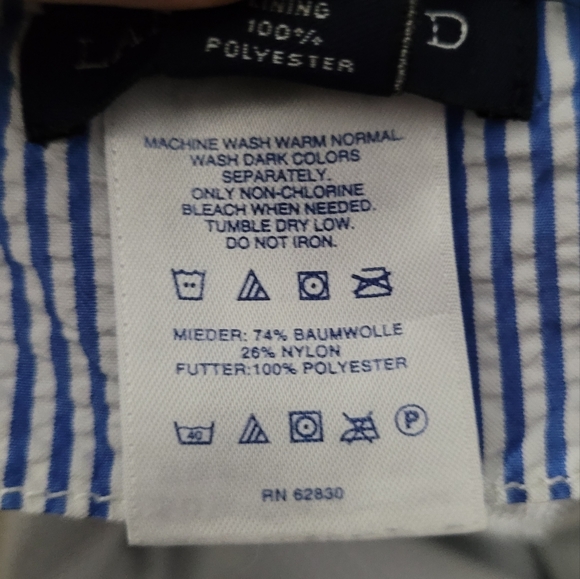 LINING
100%
POLYESTER
D
MACHINE WASH WARM NORMAL.
WASH DARK COLORS
SEPARATELY.
ONLY NON-CHLORINE
BLEACH WHEN NEEDED.
TUMBLE DRY LOW.
DO NOT IRON.
MIEDER: 74% BAUMWOLLE
26% NYLON
FUTTER:100% POLYESTER
40
P
RN 62830